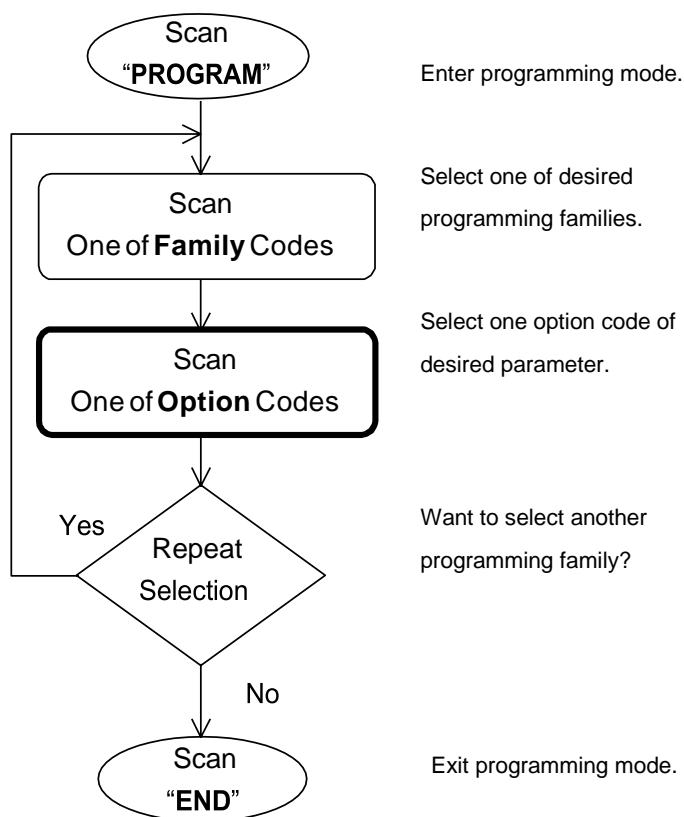 Scan
“PROGRAM”
Enter programming mode.
Scan
One of Family Codes
Select one of desired
programming families.
Scan
One of Option Codes
Select one option code of
desired parameter.
Yes
Repeat
Selection
Want to select another
programming family?
No
Scan
“END”
Exit programming mode.